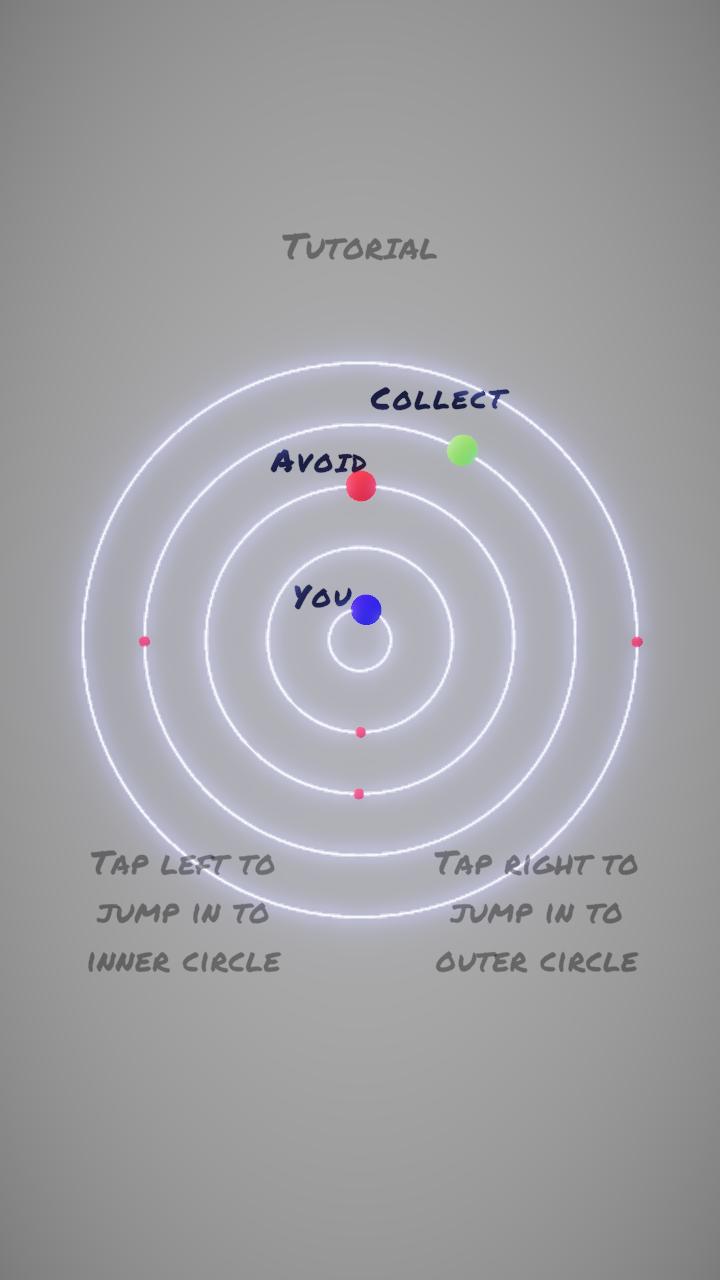 Tutorial
Collect
Avoid
You
Tap left to
jump in to
inner circle
Tap right to
jump in to
outer circle